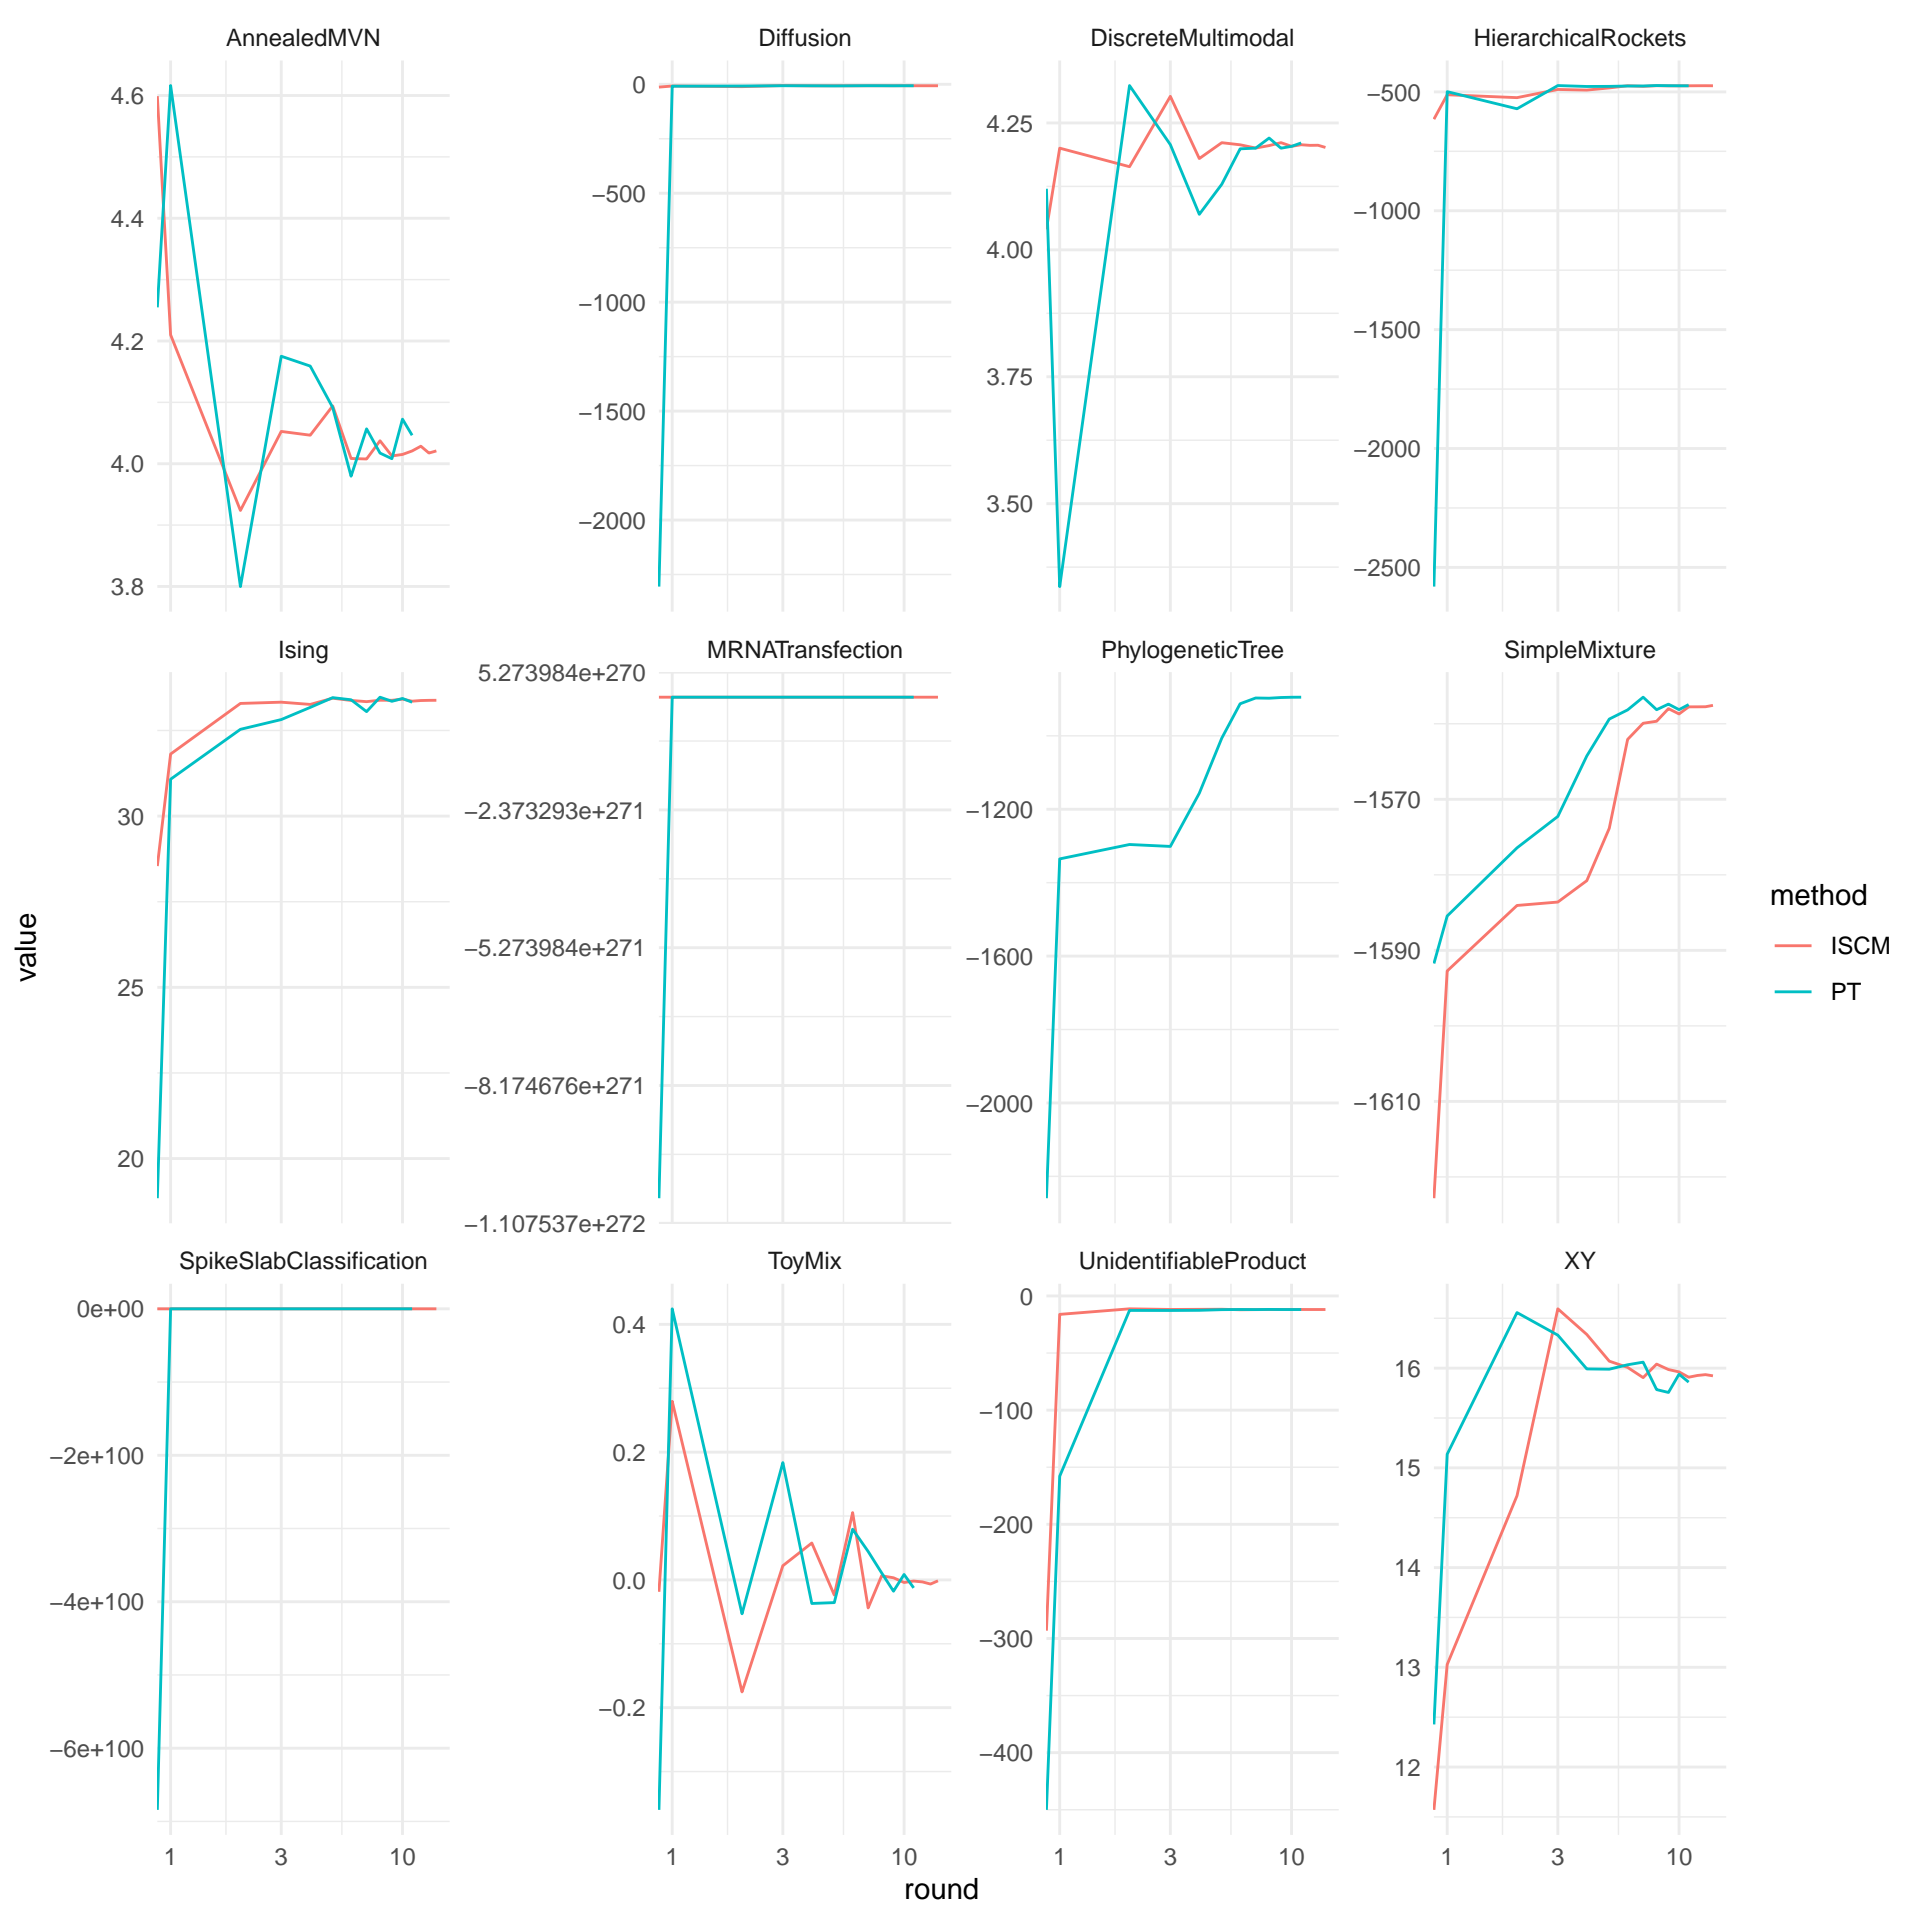 AnnealedMVN
Diffusion
DiscreteMultimodal
HierarchicalRockets
4.6
4.4
4.2
4.0
3.8
0
−500
−1000
−1500
−2000
4.25
4.00
3.75
3.50
−500
−1000
−1500
−2000
−2500
Ising
MRNATransfection
PhylogeneticTree
SimpleMixture
30
25
20
5.273984e+270
−2.373293e+271
−5.273984e+271
−8.174676e+271
−1.107537e+272
−1200
−1600
−2000
−1570
−1590
−1610
SpikeSlabClassification
ToyMix
UnidentifiableProduct
XY
0e+00
−2e+100
−4e+100
−6e+100
0.4
0.2
0.0
−0.2
0
−100
−200
−300
−400
16
15
14
13
12
1 3 10
1 3 10
1 3 10
1 3 10
round
value
method
ISCM
PT